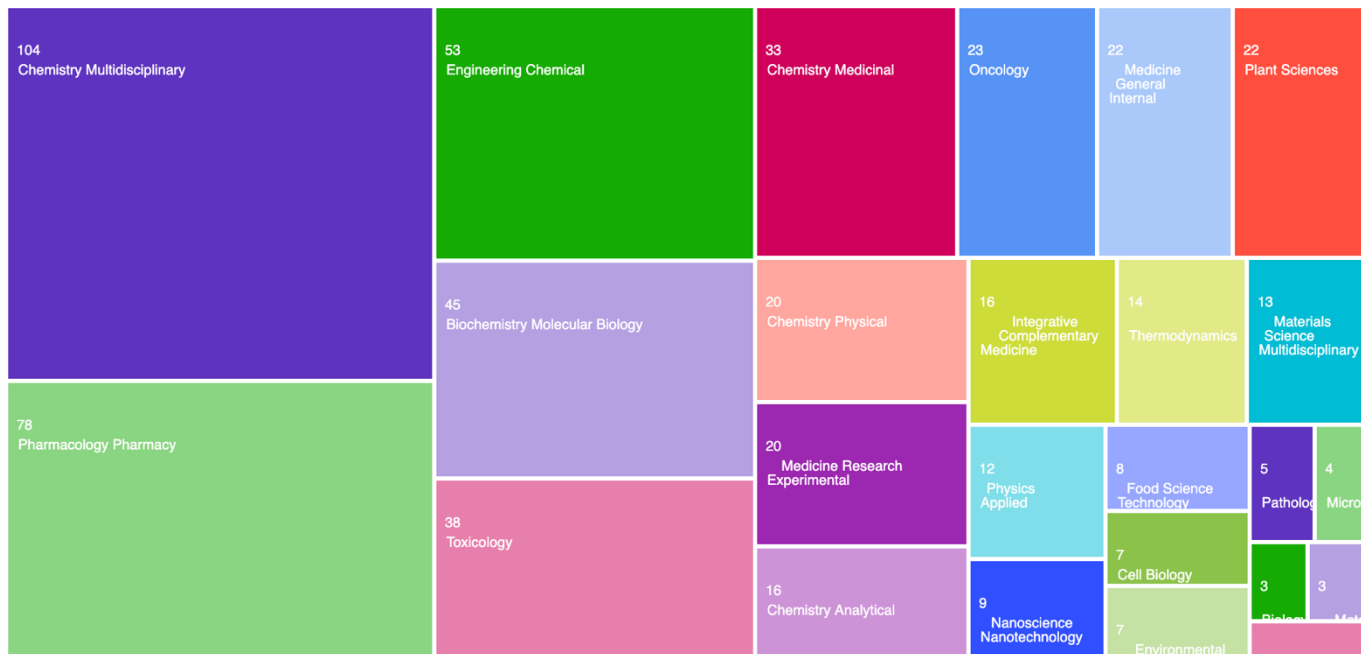 104
Chemistry Multidisciplinary
78
Pharmacology Pharmacy
53
Engineering Chemical
45
Biochemistry Molecular Biology
38
Toxicology
33
Chemistry Medicinal
23
Oncology
22
Medicine
General
Internal
22
Plant Sciences
20
Chemistry Physical
20
Medicine Research
Experimental
16
Chemistry Analytical
16
Integrative
Complementary
Medicine
14
Thermodynamics
13
Materials
Science
Multidisciplinary
12
Physics
Applied
9
Nanoscience
Nanotechnology
8
Food Science
Technology
7
Cell Biology
7
Environmental
5
Patholog
4
Micro
3
Biology
3